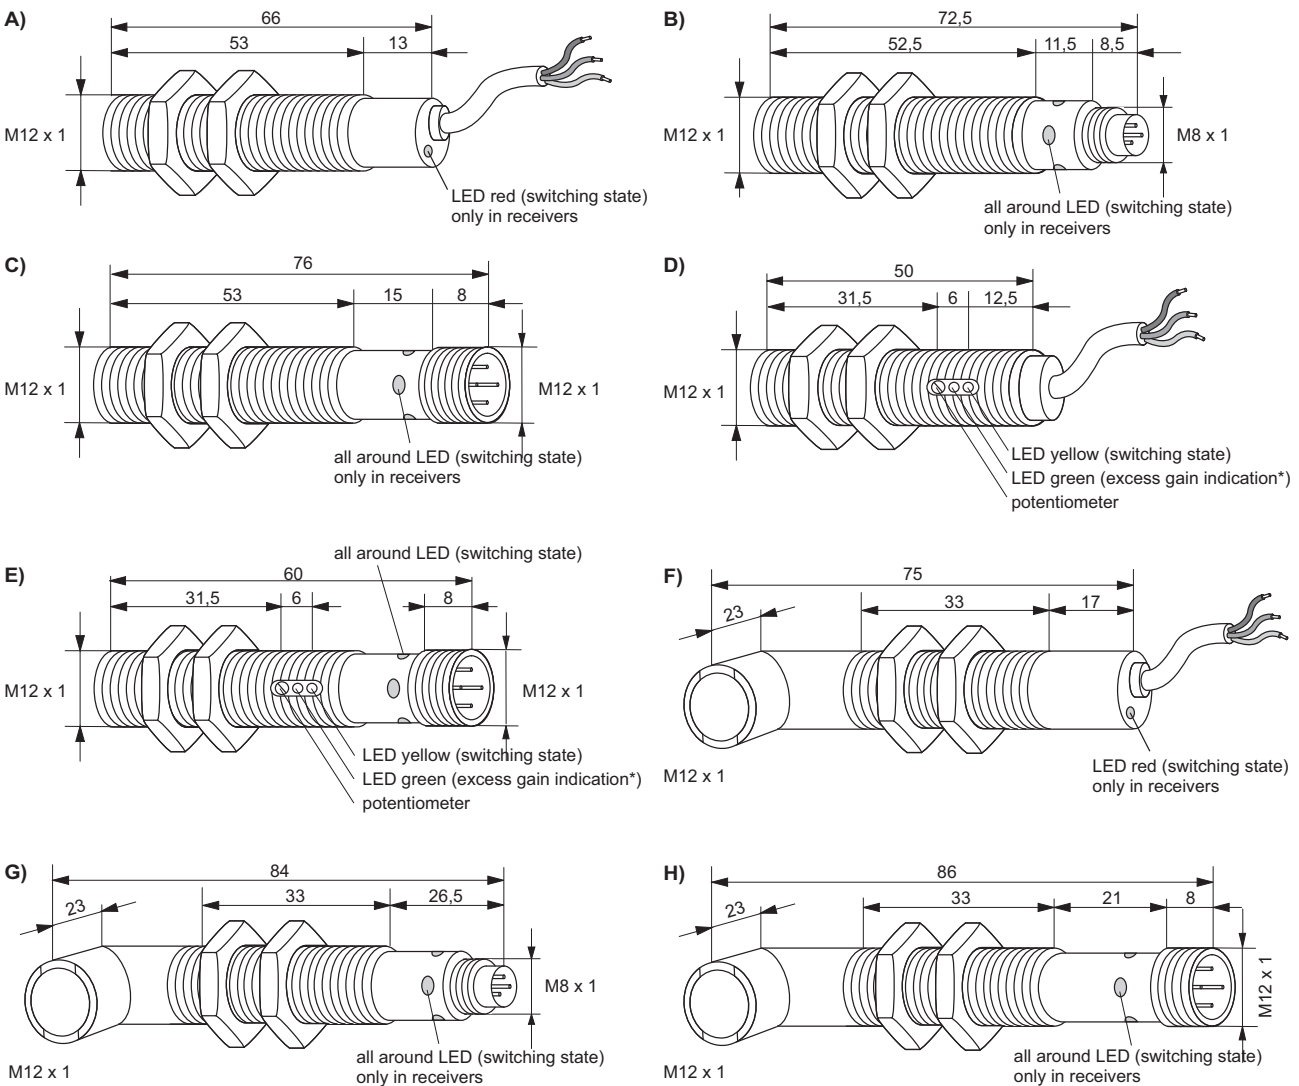 A)
66
53
13
M12 x 1
LED red (switching state)
only in receivers
B)
72,5
52,5
11,5
8,5
M12 x 1
M8 x 1
all around LED (switching state)
only in receivers
C)
76
53
15
8
M12 x 1
M12 x 1
all around LED (switching state)
only in receivers
D)
50
31,5
6
12,5
M12 x 1
LED yellow (switching state)
LED green (excess gain indication*)
potentiometer
E)
all around LED (switching state)
60
31,5
6
8
M12 x 1
M12 x 1
LED yellow (switching state)
LED green (excess gain indication*)
potentiometer
F)
75
23
33
17
M12 x 1
LED red (switching state)
only in receivers
G)
84
23
33
26,5
M8 x 1
M12 x 1
all around LED (switching state)
only in receivers
H)
86
23
33
21
8
M12 x 1
M12 x 1
all around LED (switching state)
only in receivers